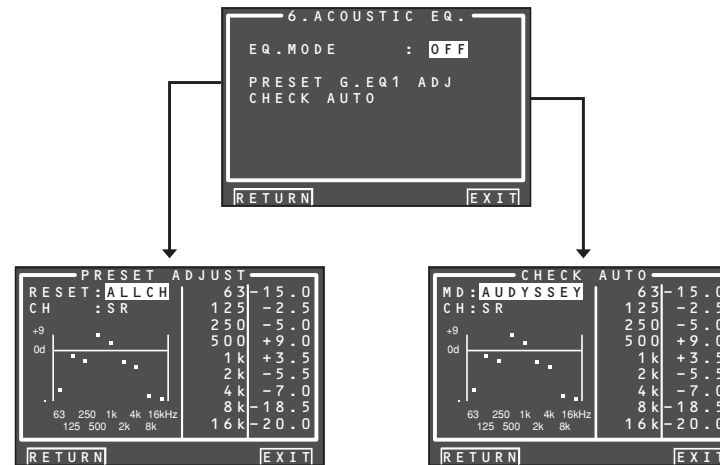 6.ACOUSTIC EQ.
EQ.MODE : OFF
PRESET G.EQ1 ADJ
CHECK AUTO
RETURN EXIT
PRESET ADJUST
RESET:ALLCH
CH :SR
+9
0d
-
63 250 1k 4k 16kHz
125 500 2k 8k
63 -15.0
125 -2.5
250 -5.0
500 +9.0
1k +3.5
2k -5.5
4k -7.0
8k -18.5
16k -20.0
RETURN EXIT
CHECK AUTO
MD:AUDYSSEY
CH:SR
+9
0d
-
63 250 1k 4k 16kHz
125 500 2k 8k
63 -15.0
125 -2.5
250 -5.0
500 +9.0
1k +3.5
2k -5.5
4k -7.0
8k -18.5
16k -20.0
RETURN EXIT